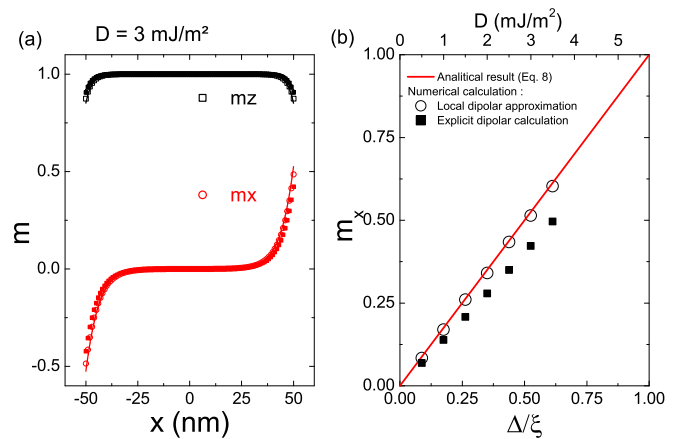 (a)
D = 3 mJ/m²
1.0
0.5
0.0
-0.5
m
mz
mx
-50
-25
0
25
50
x (nm)
(b)
D (mJ/m²)
0
1
2
3
4
5
1.00
0.75
0.50
0.25
0.00
m_x
Analitical result (Eq. 8)
Numerical calculation :
Local dipolar approximation
Explicit dipolar calculation
0.00
0.25
0.50
0.75
1.00
Δ/ξ